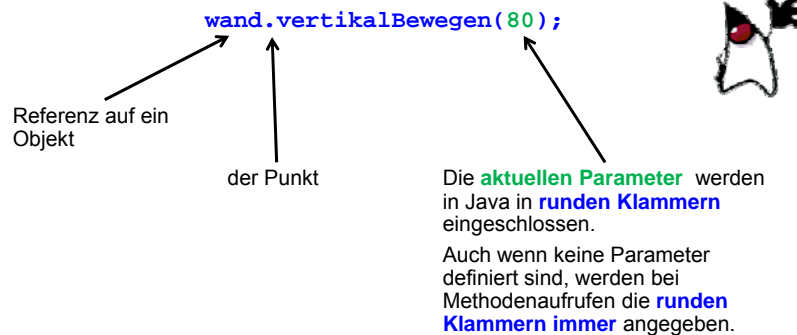 wand.vertikalBewegen(80);
Referenz auf ein
Objekt
der Punkt
Die aktuellen Parameter werden
in Java in runden Klammern
eingeschlossen.
Auch wenn keine Parameter
definiert sind, werden bei
Methodenaufrufen die runden
Klammern immer angegeben.